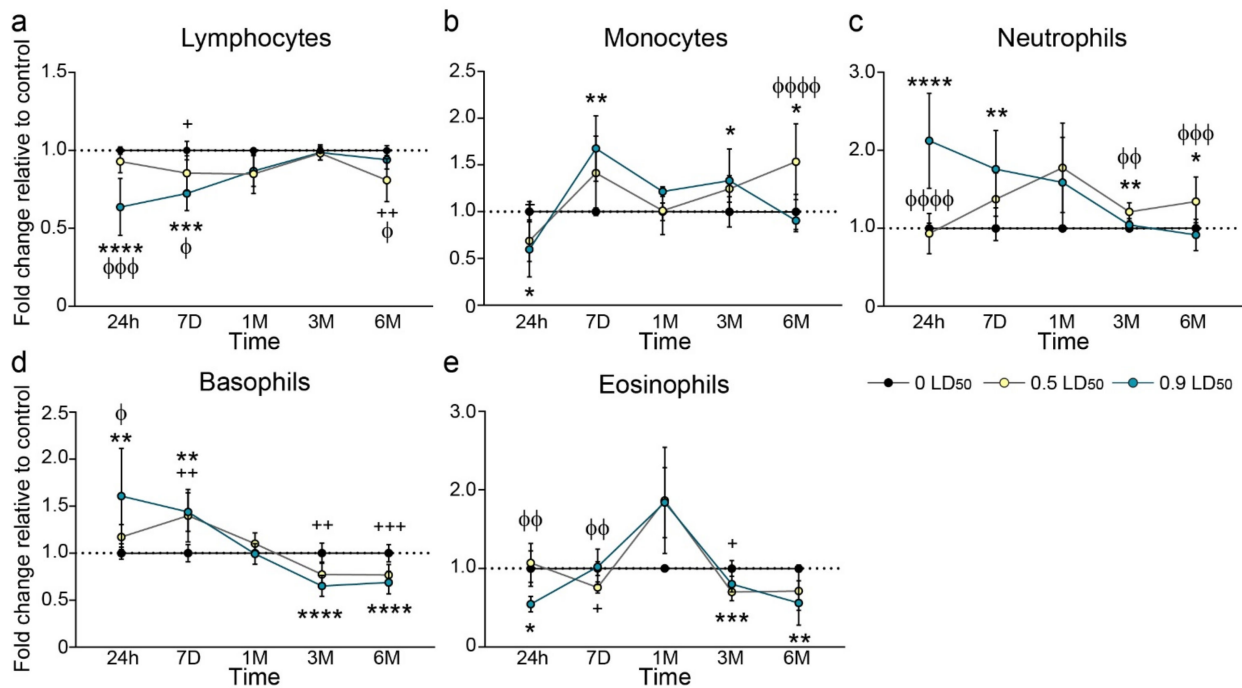 a
Lymphocytes
Fold change relative to control
1.5
1.0
0.5
0
+
****
ϕϕϕ
***
ϕ
++
ϕ
24h 7D 1M 3M 6M
Time
b
Monocytes
2.5
2.0
1.5
1.0
0.5
0
*
**
*
ϕϕϕϕ
*
24h 7D 1M 3M 6M
Time
c
Neutrophils
3.0
2.0
1.0
0
****
ϕϕϕϕ
**
ϕϕ
**
ϕϕϕ
*
24h 7D 1M 3M 6M
Time
d
Basophils
Fold change relative to control
2.5
2.0
1.5
1.0
0.5
0
ϕ
**
**
++
++
****
+++
****
24h 7D 1M 3M 6M
Time
e
Eosinophils
3.0
2.0
1.0
0
ϕϕ
*
ϕϕ
+
+
***
**
24h 7D 1M 3M 6M
Time
0 LD50 0.5 LD50 0.9 LD50